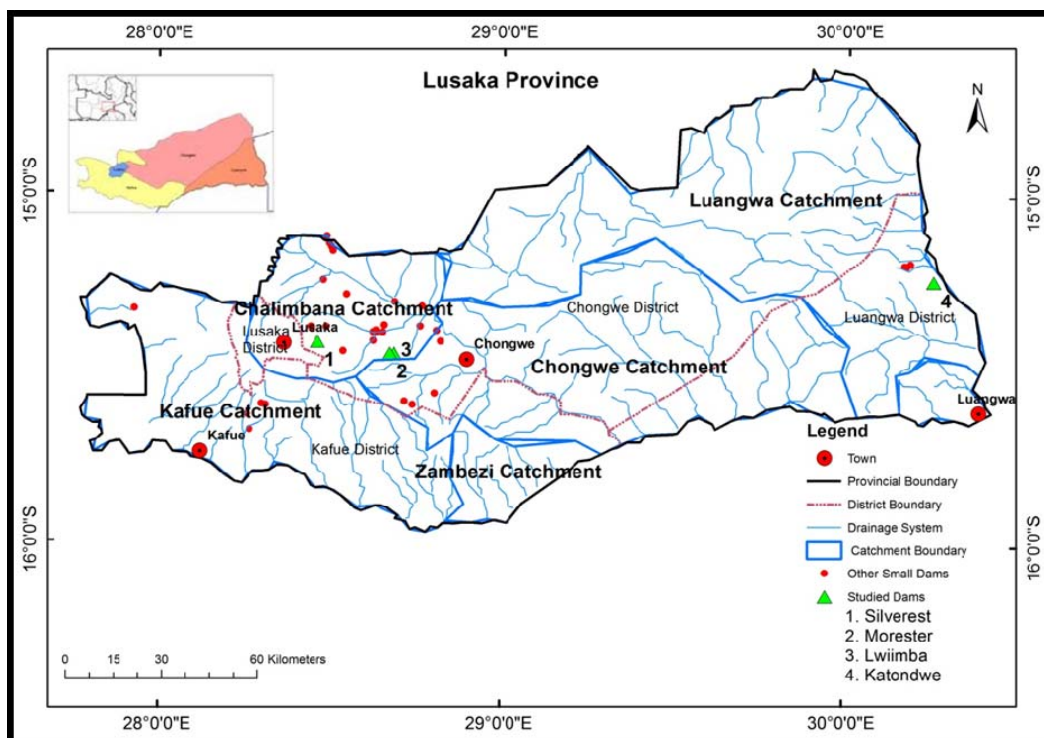 28°0'0"E 29°0'0"E 30°0'0"E
Lusaka Province
N
15°0'0"S 15°0'0"S
Luangwa Catchment
Chalimbana Catchment
Chongwe District
Lusaka
Lusaka District
Luangwa District
4
1
3
2
Chongwe
Chongwe Catchment
Kafue Catchment
Kafue
Kafue District
Zambezi Catchment
Luangwa
16°0'0"S 16°0'0"S
Legend
Town
Provincial Boundary
District Boundary
Drainage System
Catchment Boundary
Other Small Dams
Studied Dams
1. Silverest
2. Morester
3. Lwiimba
4. Katondwe
0 15 30 60 Kilometers
28°0'0"E 29°0'0"E 30°0'0"E